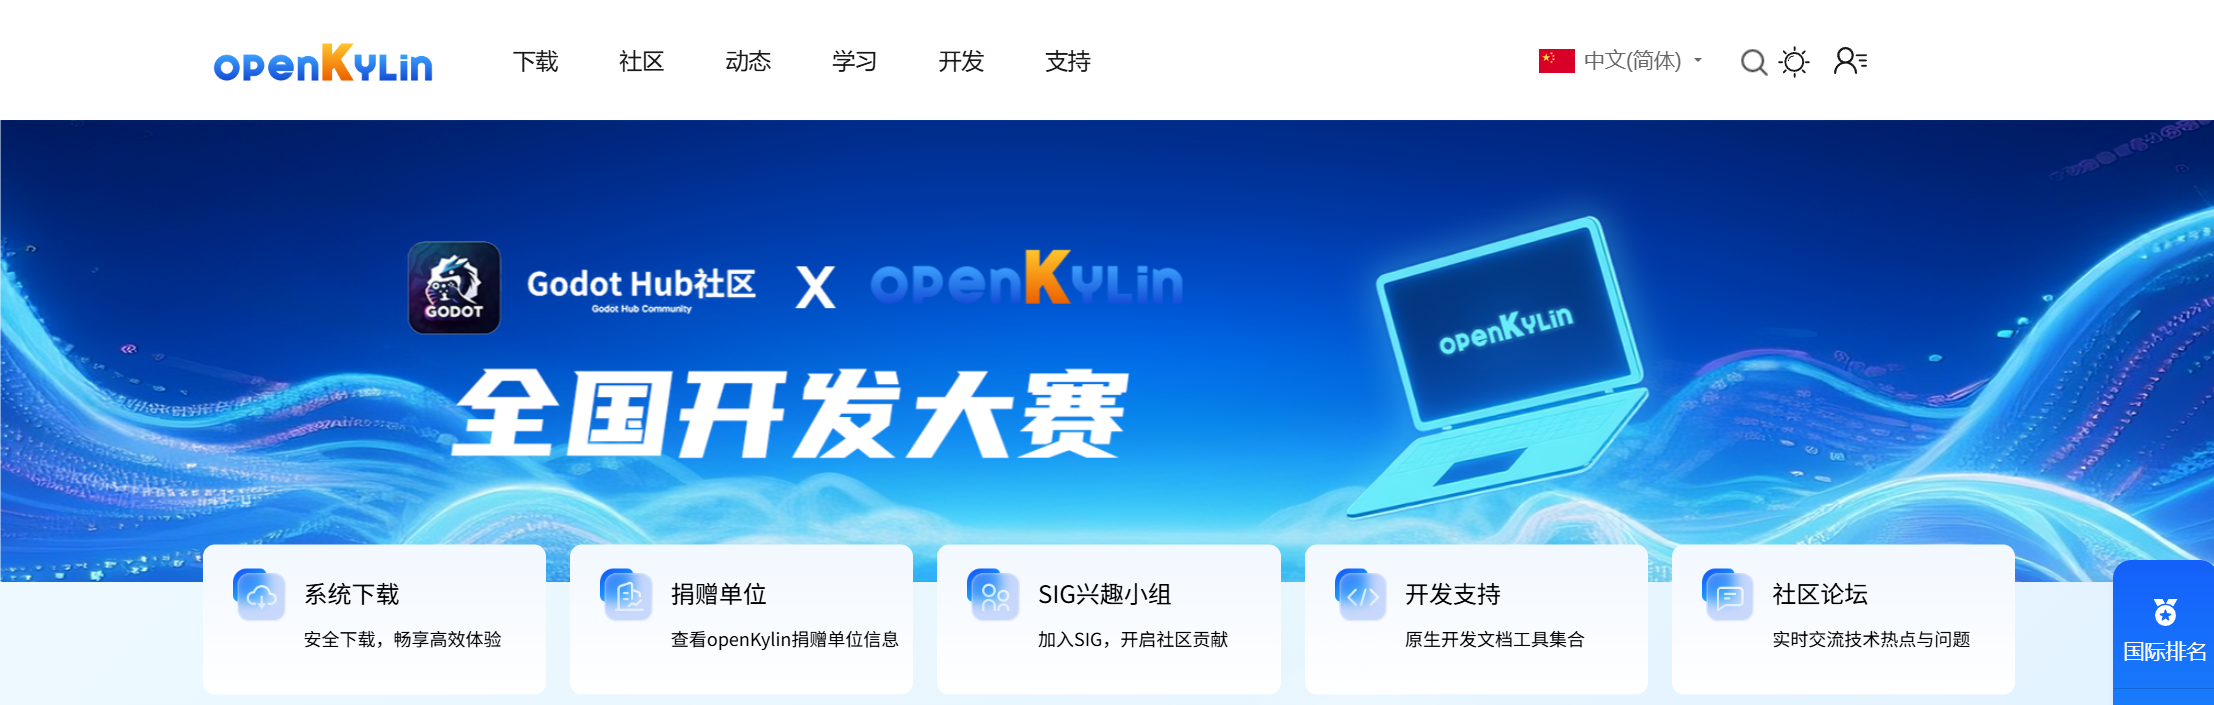 openKylin
下载
社区
动态
学习
开发
支持
中文(简体)
GODOT
Godot Hub社区
Godot Hub Community
X
openKylin
openKylin
全国开发大赛
系统下载
安全下载，畅享高效体验
捐赠单位
查看openKylin捐赠单位信息
SIG兴趣小组
加入SIG，开启社区贡献
开发支持
原生开发文档工具集合
社区论坛
实时交流技术热点与问题
国际排名